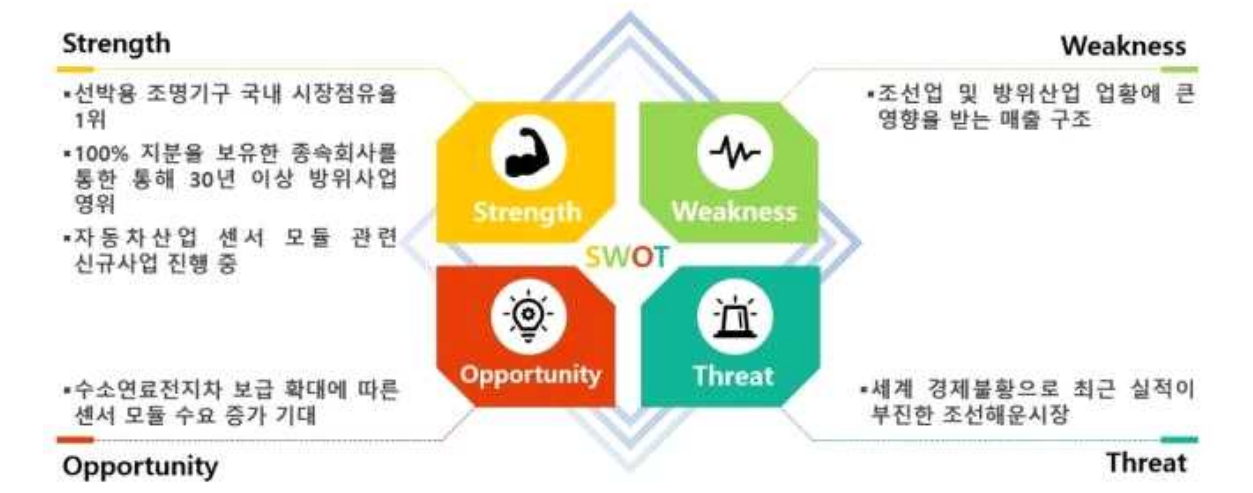 Strength
▪선박용 조명기구 국내 시장점유율
1위
▪100% 지분을 보유한 종속회사를
통한 통해 30년 이상 방위사업
영위
▪자동차산업 센서 모듈 관련
신규사업 진행 중
Weakness
▪조선업 및 방위산업 업황에 큰
영향을 받는 매출 구조
Strength
Weakness
SWOT
Opportunity
Threat
▪수소연료전지차 보급 확대에 따른
센서 모듈 수요 증가 기대
Opportunity
▪세계 경제불황으로 최근 실적이
부진한 조선해운시장
Threat